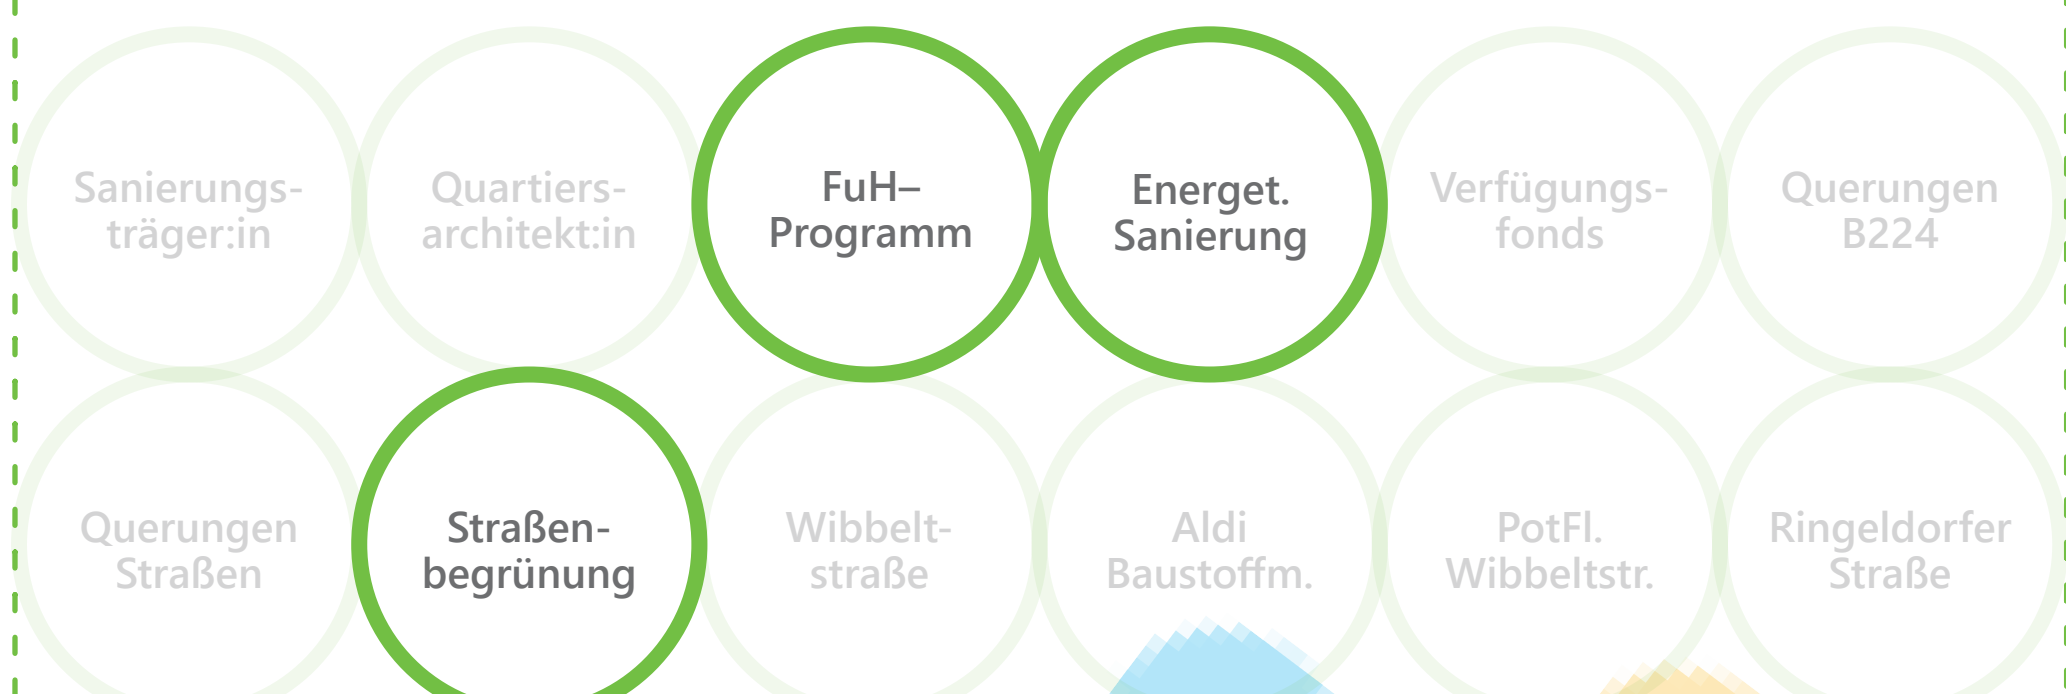 Sanierungs-
träger:in
Quartiers-
architekt:in
FuH–
Programm
Energet.
Sanierung
Verfügungs-
fonds
Querungen
B224
Querungen
Straßen
Straßen-
begrünung
Wibbelt-
straße
Aldi
Baustoffm.
PotFl.
Wibbeltstr.
Ringeldorfer
Straße